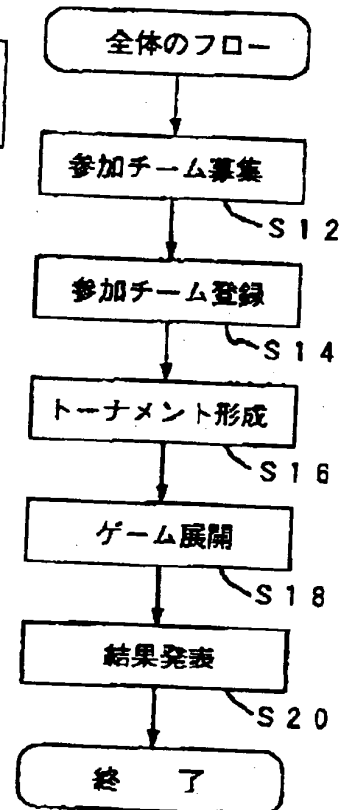 全体のフロー
参加チーム募集
S12
参加チーム登録
S14
トーナメント形成
S16
ゲーム展開
S18
結果発表
S20
終 了